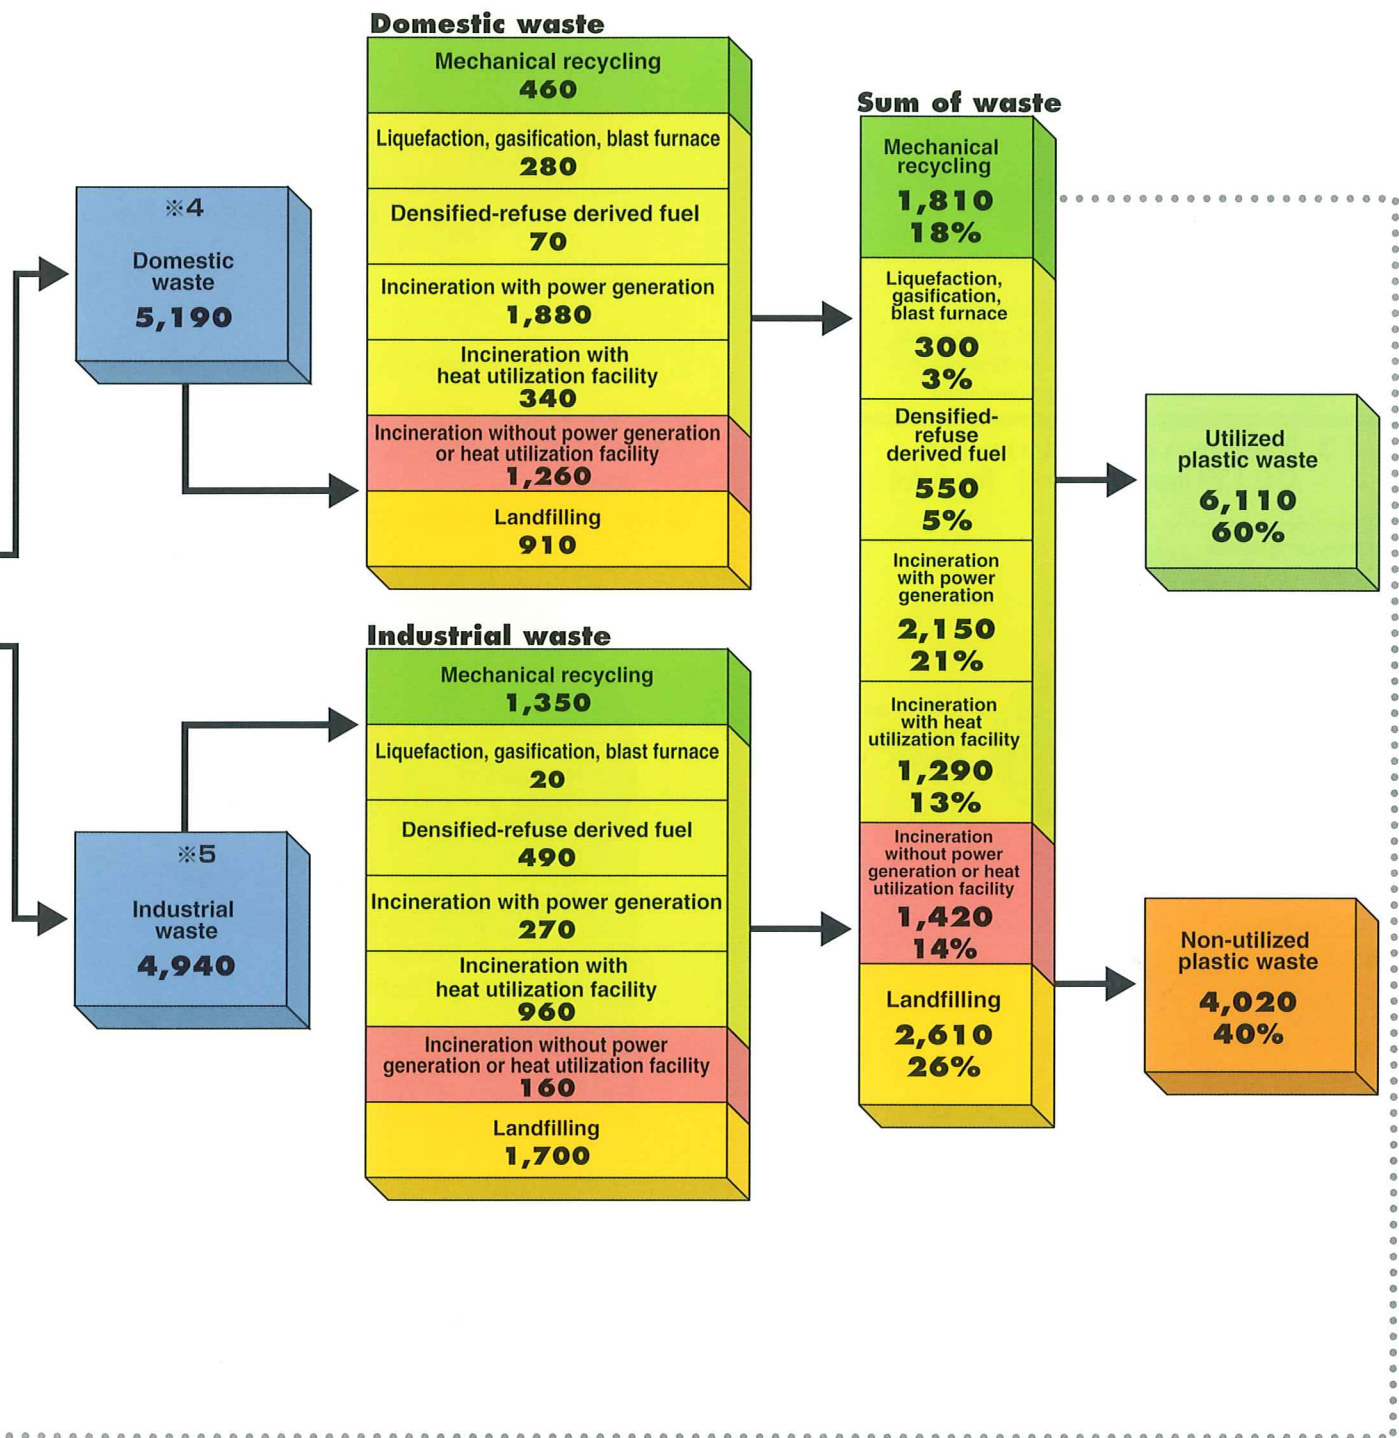 Domestic waste
Mechanical recycling
460
Liquefaction, gasification, blast furnace
280
Densified-refuse derived fuel
70
Incineration with power generation
1,880
Incineration with
heat utilization facility
340
Incineration without power generation
or heat utilization facility
1,260
Landfilling
910
※4
Domestic
waste
5,190
Industrial waste
Mechanical recycling
1,350
Liquefaction, gasification, blast furnace
20
Densified-refuse derived fuel
490
Incineration with power generation
270
Incineration with
heat utilization facility
960
Incineration without power
generation or heat utilization facility
160
Landfilling
1,700
※5
Industrial
waste
4,940
Sum of waste
Mechanical
recycling
1,810
18%
Liquefaction,
gasification,
blast furnace
300
3%
Densified-
refuse
derived fuel
550
5%
Incineration
with power
generation
2,150
21%
Incineration
with heat
utilization facility
1,290
13%
Incineration
without power
generation or heat
utilization facility
1,420
14%
Landfilling
2,610
26%
Utilized
plastic waste
6,110
60%
Non-utilized
plastic waste
4,020
40%